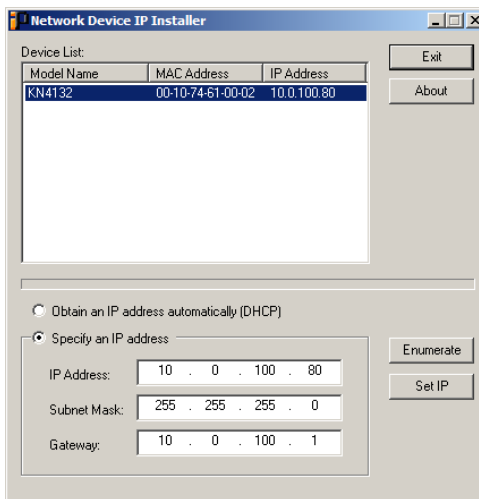 Network Device IP Installer
Device List:
Model Name MAC Address IP Address
KN4132 00-10-74-61-00-02 10.0.100.80
Exit
About
Obtain an IP address automatically (DHCP)
Specify an IP address
IP Address: 10 . 0 . 100 . 80
Subnet Mask: 255 . 255 . 255 . 0
Gateway: 10 . 0 . 100 . 1
Enumerate
Set IP